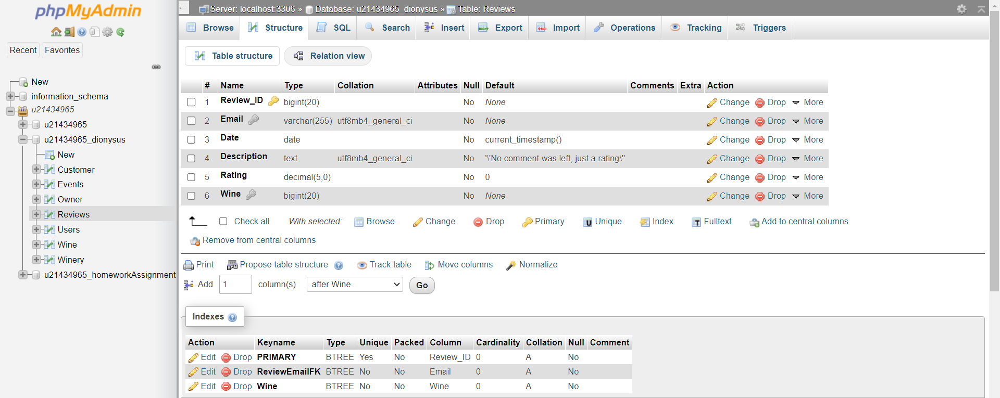 phpMyAdmin
Recent Favorites
New
information_schema
u21434965
u21434965
u21434965_dionysus
New
Customer
Events
Owner
Reviews
Users
Wine
Winery
u21434965_homeworkAssignment
Server: localhost:3306 » Database: u21434965_dionysus » Table: Reviews
Browse Structure SQL Search Insert Export Import Operations Tracking Triggers
Table structure Relation view
# Name Type Collation Attributes Null Default Comments Extra Action
1 Review_ID bigint(20) No None Change Drop More
2 Email varchar(255) utf8mb4_general_ci No None Change Drop More
3 Date date No current_timestamp() Change Drop More
4 Description text utf8mb4_general_ci No '\'No comment was left, just a rating\'' Change Drop More
5 Rating decimal(5,0) No 0 Change Drop More
6 Wine bigint(20) No None Change Drop More
Check all With selected: Browse Change Drop Primary Unique Index Fulltext Add to central columns
Remove from central columns
Print Propose table structure Track table Move columns Normalize
Add 1 column(s) after Wine Go
Indexes
Action Keyname Type Unique Packed Column Cardinality Collation Null Comment
Edit Drop PRIMARY BTREE Yes No Review_ID 0 A No
Edit Drop ReviewEmailFK BTREE No No Email 0 A No
Edit Drop Wine BTREE No No Wine 0 A No